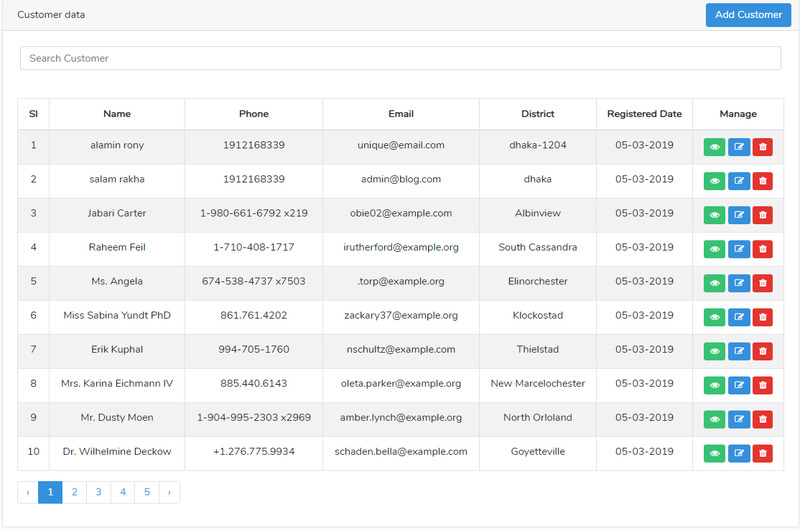 Customer data
Add Customer
Search Customer
Sl Name Phone Email District Registered Date Manage
1 alamin rony 1912168339 unique@email.com dhaka-1204 05-03-2019
2 salam rakha 1912168339 admin@blog.com dhaka 05-03-2019
3 Jabari Carter 1-980-661-6792 x219 obie02@example.com Albinview 05-03-2019
4 Raheem Feil 1-710-408-1717 irutherford@example.org South Cassandra 05-03-2019
5 Ms. Angela 674-538-4737 x7503 .torp@example.org Elinorchester 05-03-2019
6 Miss Sabina Yundt PhD 861.761.4202 zackary37@example.org Klockostad 05-03-2019
7 Erik Kuphal 994-705-1760 nschultz@example.com Thielstad 05-03-2019
8 Mrs. Karina Eichmann IV 885.440.6143 oleta.parker@example.org New Marcelochester 05-03-2019
9 Mr. Dusty Moen 1-904-995-2303 x2969 amber.lynch@example.org North Orloland 05-03-2019
10 Dr. Wilhelmine Deckow +1.276.775.9934 schaden.bella@example.com Goyetteville 05-03-2019
‹ 1 2 3 4 5 ›